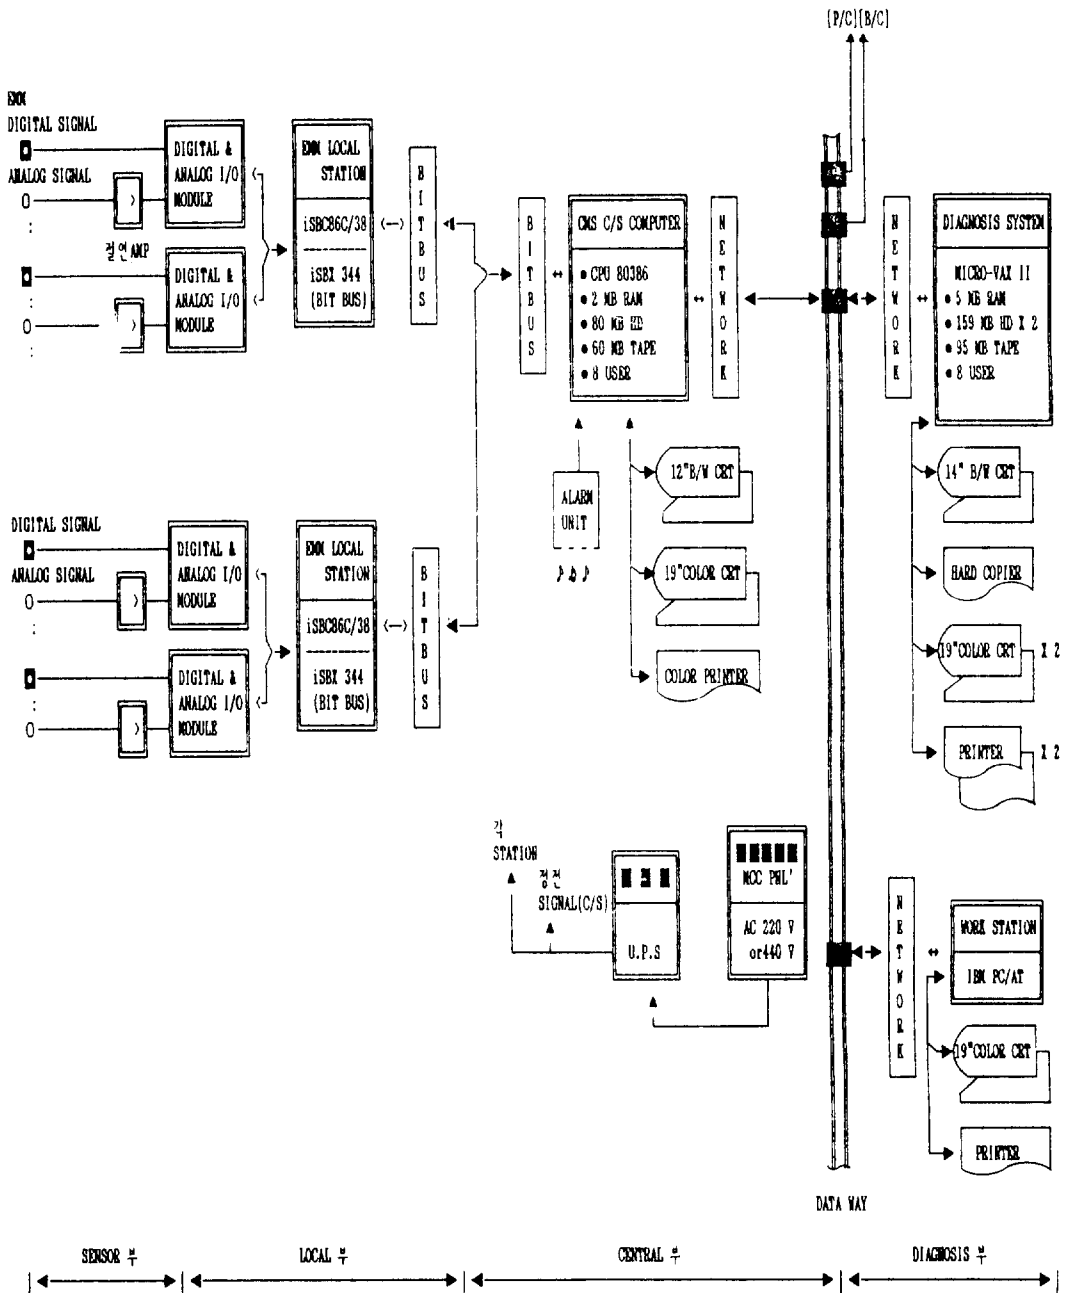 [P/C][B/C]
EMM
DIGITAL SIGNAL
ANALOG SIGNAL
절연AMP
DIGITAL &
ANALOG I/O
MODULE
DIGITAL &
ANALOG I/O
MODULE
EMM LOCAL
STATION
iSBC86C/38
iSBX 344
(BIT BUS)
BITBUS
BITBUS
CMS C/S COMPUTER
● CPU 80386
● 2 MB RAM
● 80 MB HD
● 60 MB TAPE
● 8 USER
NETWORK
NETWORK
DIAGNOSIS SYSTEM
MICRO-VAX II
● 5 MB RAM
● 159 MB HD X 2
● 95 MB TAPE
● 8 USER
ALARM
UNIT
12"B/W CRT
19"COLOR CRT
COLOR PRINTER
14" B/W CRT
HARD COPIER
19"COLOR CRT X 2
PRINTER X 2
DIGITAL SIGNAL
ANALOG SIGNAL
DIGITAL &
ANALOG I/O
MODULE
DIGITAL &
ANALOG I/O
MODULE
EMM LOCAL
STATION
iSBC86C/38
iSBX 344
(BIT BUS)
BITBUS
각
STATION
정전
SIGNAL(C/S)
U.P.S
MCC PNL'
AC 220 V
or440 V
NETWORK
WORK STATION
IBM PC/AT
19"COLOR CRT
PRINTER
DATA WAY
SENSOR 부
LOCAL 부
CENTRAL 부
DIAGNOSIS 부